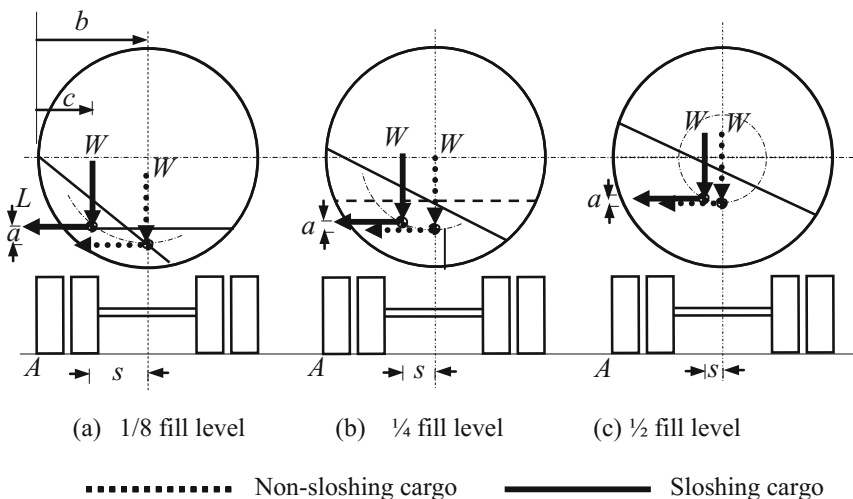 b
c
W W W W W W
L
a a a
A s A s A s
(a) 1/8 fill level (b) ¼ fill level (c) ½ fill level
Non-sloshing cargo Sloshing cargo